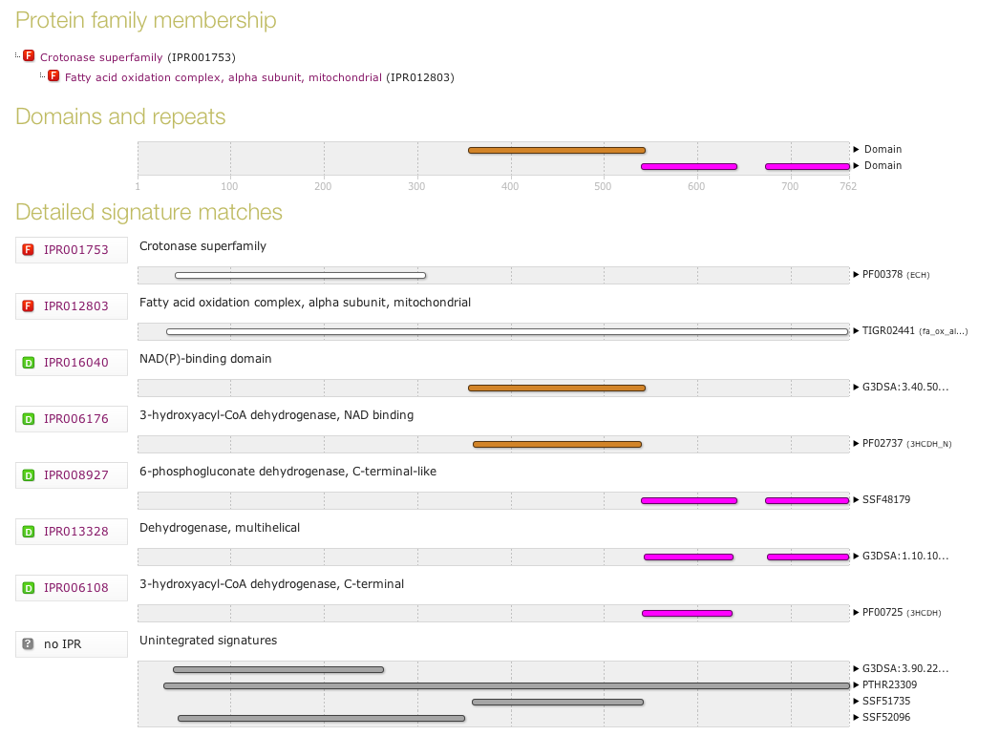 Protein family membership
F Crotonase superfamily (IPR001753)
F Fatty acid oxidation complex, alpha subunit, mitochondrial (IPR012803)
Domains and repeats
Domain
Domain
1 100 200 300 400 500 600 700 762
Detailed signature matches
F IPR001753 Crotonase superfamily
PF00378 (ECH)
F IPR012803 Fatty acid oxidation complex, alpha subunit, mitochondrial
TIGR02441 (fa_ox_al...)
D IPR016040 NAD(P)-binding domain
G3DSA:3.40.50...
D IPR006176 3-hydroxyacyl-CoA dehydrogenase, NAD binding
PF02737 (3HCDH_N)
D IPR008927 6-phosphogluconate dehydrogenase, C-terminal-like
SSF48179
D IPR013328 Dehydrogenase, multihelical
G3DSA:1.10.10...
D IPR006108 3-hydroxyacyl-CoA dehydrogenase, C-terminal
PF00725 (3HCDH)
? no IPR Unintegrated signatures
G3DSA:3.90.22...
PTHR23309
SSF51735
SSF52096